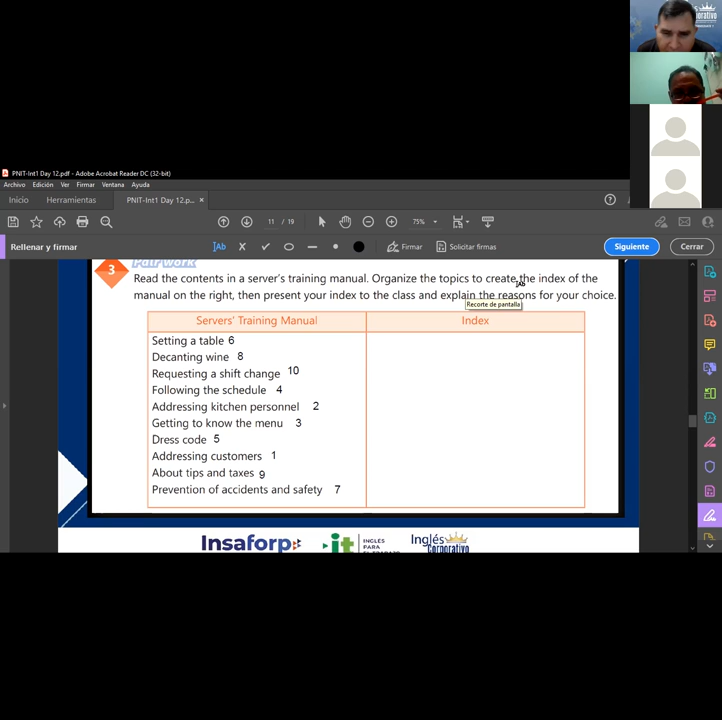 PNIT-Int1 Day 12.pdf - Adobe Acrobat Reader DC (32-bit)
Archivo Edición Ver Firmar Ventana Ayuda
Inicio Herramientas PNIT-Int1 Day 12.p... ×
11 / 19 75%
Rellenar y firmar Ab Firmar Solicitar firmas Siguiente Cerrar
3 PairWork
Read the contents in a server's training manual. Organize the topics to create the index of the
manual on the right, then present your index to the class and explain the reasons for your choice.
Recorte de pantalla
Servers' Training Manual Index
Setting a table 6
Decanting wine 8
Requesting a shift change 10
Following the schedule 4
Addressing kitchen personnel 2
Getting to know the menu 3
Dress code 5
Addressing customers 1
About tips and taxes 9
Prevention of accidents and safety 7
Insaforp it INGLÉS PARA Inglés Corporativo